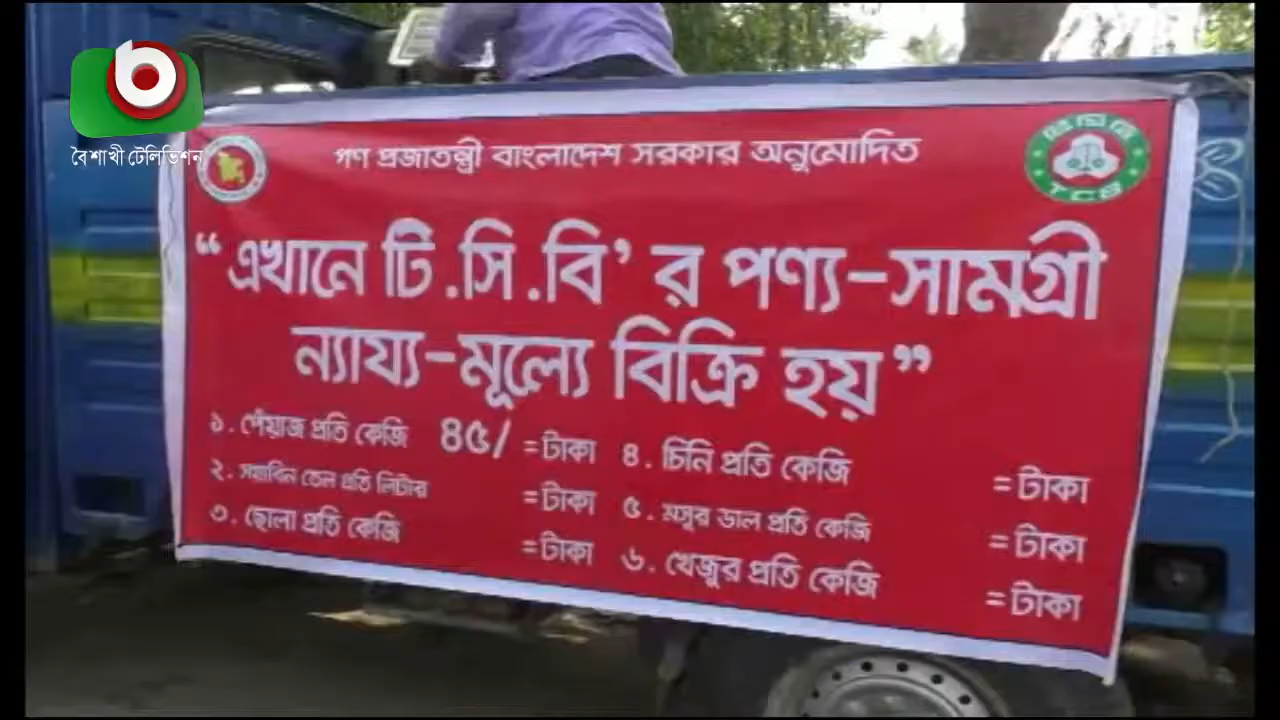 বৈশাখী টেলিভিশন
গণ প্রজাতন্ত্রী বাংলাদেশ সরকার অনুমোদিত
TCB
“এখানে টি.সি.বি’র পণ্য-সামগ্রী
ন্যায্য-মূল্যে বিক্রি হয়”
১. পেঁয়াজ প্রতি কেজি ৪৫/ =টাকা
২. সয়াবিন তেল প্রতি লিটার =টাকা
৩. ছোলা প্রতি কেজি =টাকা
৪. চিনি প্রতি কেজি =টাকা
৫. মসুর ডাল প্রতি কেজি =টাকা
৬. খেজুর প্রতি কেজি =টাকা